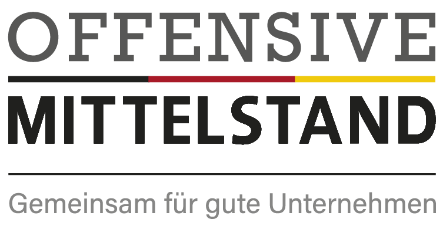 OFFENSIVE
MITTELSTAND
Gemeinsam für gute Unternehmen